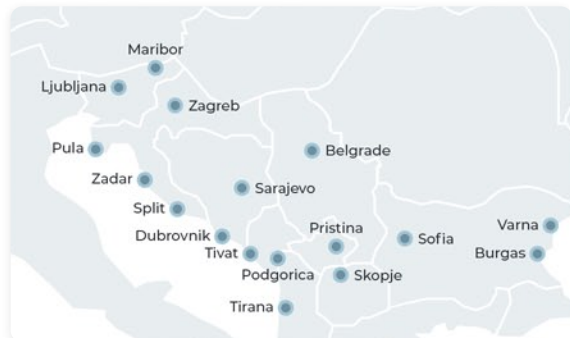 Maribor
Ljubljana
Zagreb
Pula
Belgrade
Zadar
Sarajevo
Split
Pristina
Varna
Dubrovnik
Sofia
Tivat
Burgas
Podgorica
Skopje
Tirana